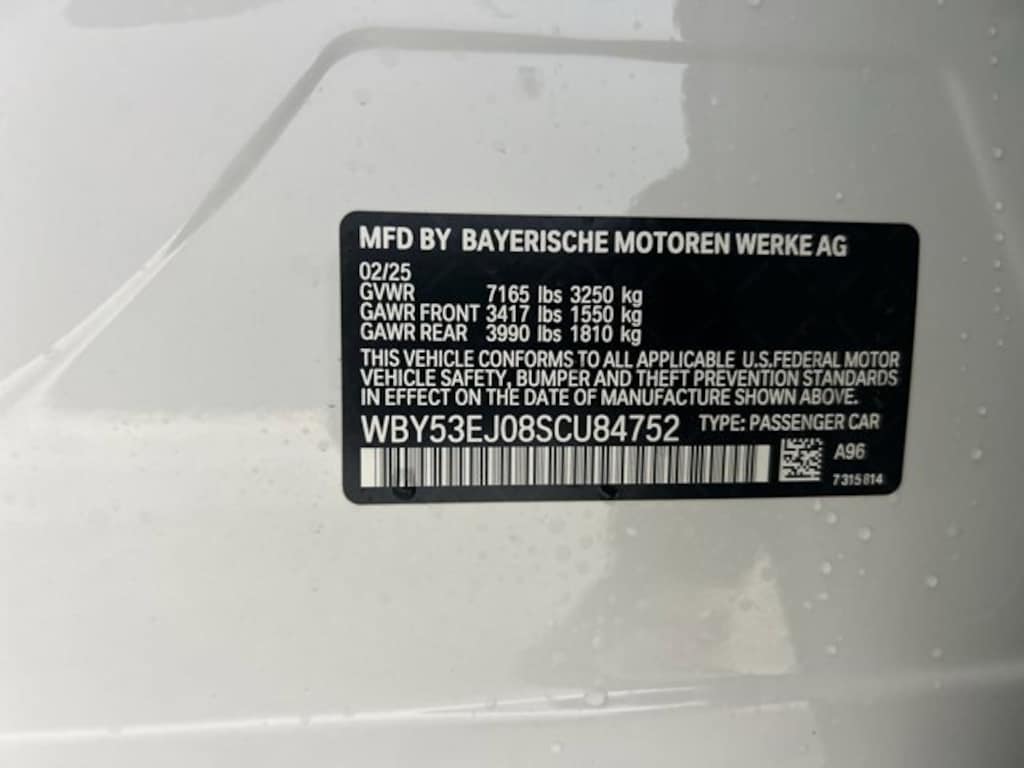 MFD BY BAYERISCHE MOTOREN WERKE AG
02/25
GVWR 7165 lbs 3250 kg
GAWR FRONT 3417 lbs 1550 kg
GAWR REAR 3990 lbs 1810 kg
THIS VEHICLE CONFORMS TO ALL APPLICABLE U.S.FEDERAL MOTOR
VEHICLE SAFETY, BUMPER AND THEFT PREVENTION STANDARDS
IN EFFECT ON THE DATE OF MANUFACTURE SHOWN ABOVE.
WBY53EJ08SCU84752 TYPE: PASSENGER CAR
A96
7315814